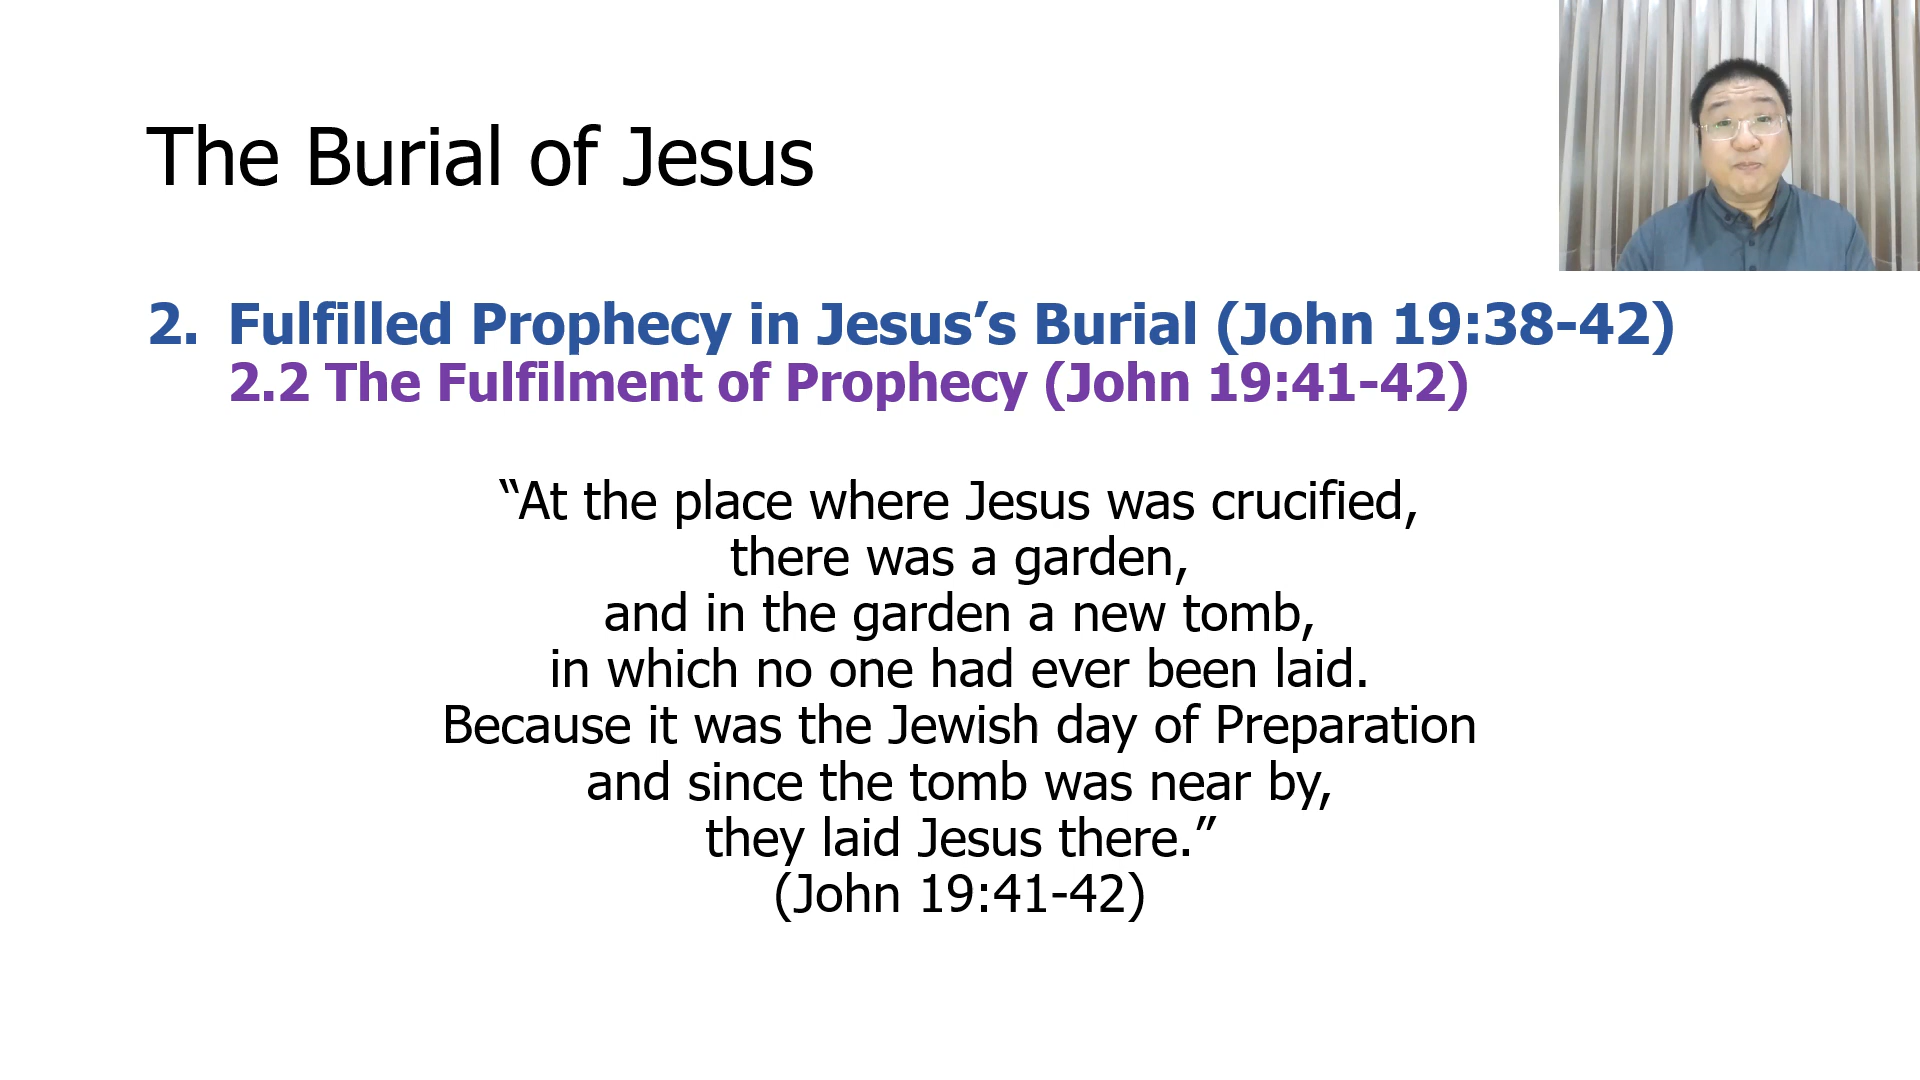 The Burial of Jesus
2. Fulfilled Prophecy in Jesus’s Burial (John 19:38-42)
2.2 The Fulfilment of Prophecy (John 19:41-42)
“At the place where Jesus was crucified,
there was a garden,
and in the garden a new tomb,
in which no one had ever been laid.
Because it was the Jewish day of Preparation
and since the tomb was near by,
they laid Jesus there.”
(John 19:41-42)